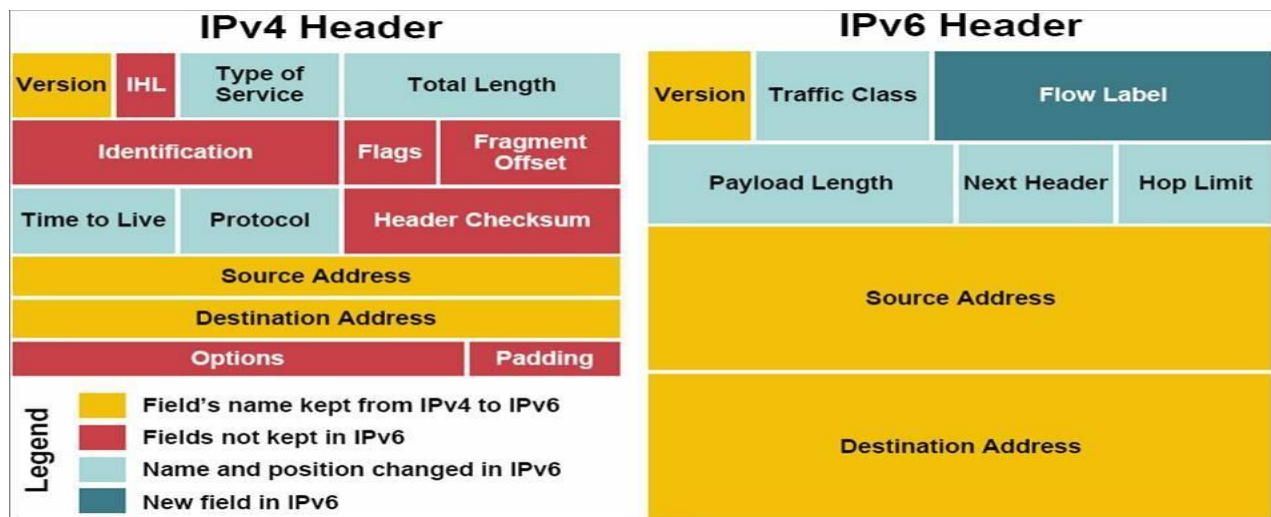 IPv4 Header
Version IHL Type of Service Total Length
Identification Flags Fragment Offset
Time to Live Protocol Header Checksum
Source Address
Destination Address
Options Padding
Legend
Field's name kept from IPv4 to IPv6
Fields not kept in IPv6
Name and position changed in IPv6
New field in IPv6
IPv6 Header
Version Traffic Class Flow Label
Payload Length Next Header Hop Limit
Source Address
Destination Address